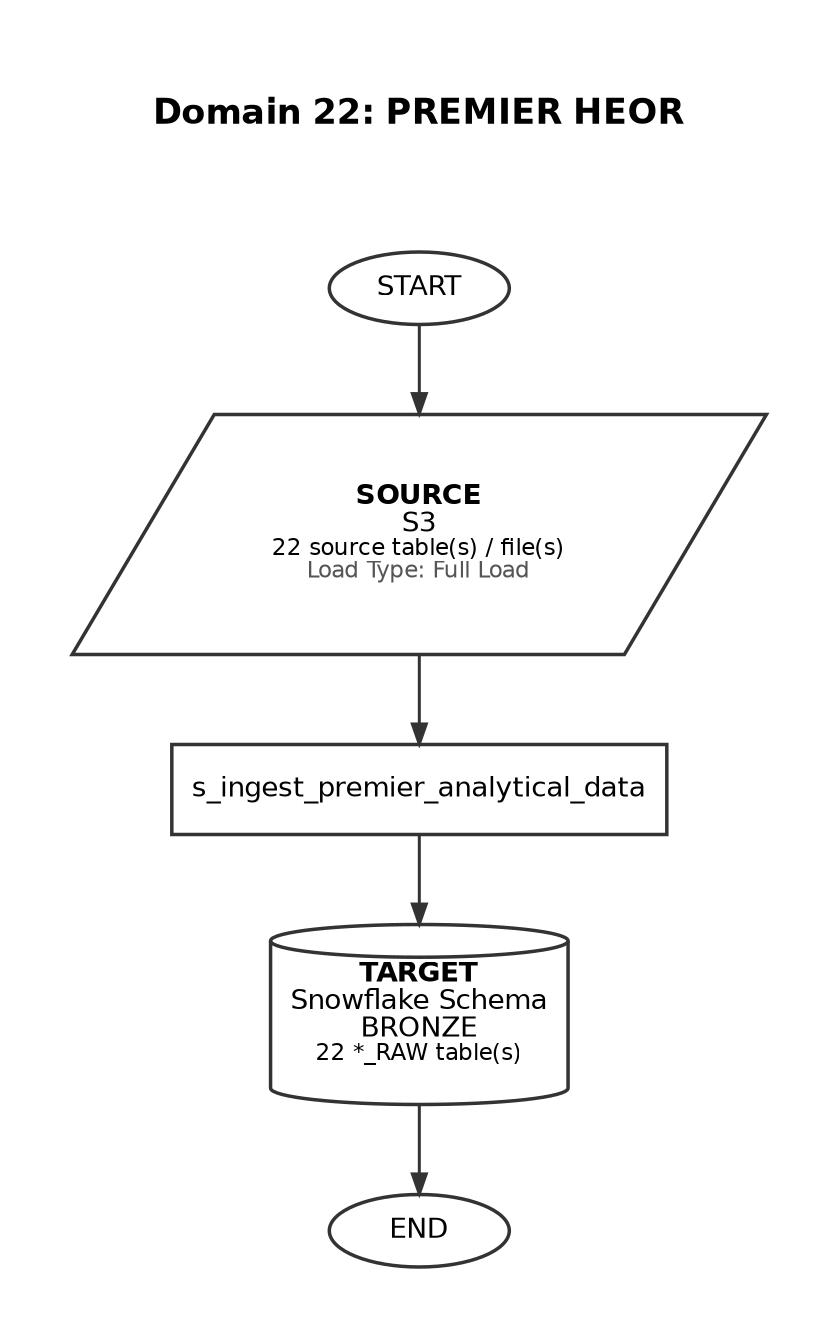 Domain 22: PREMIER HEOR
START
SOURCE
S3
22 source table(s) / file(s)
Load Type: Full Load
s_ingest_premier_analytical_data
TARGET
Snowflake Schema
BRONZE
22 *_RAW table(s)
END